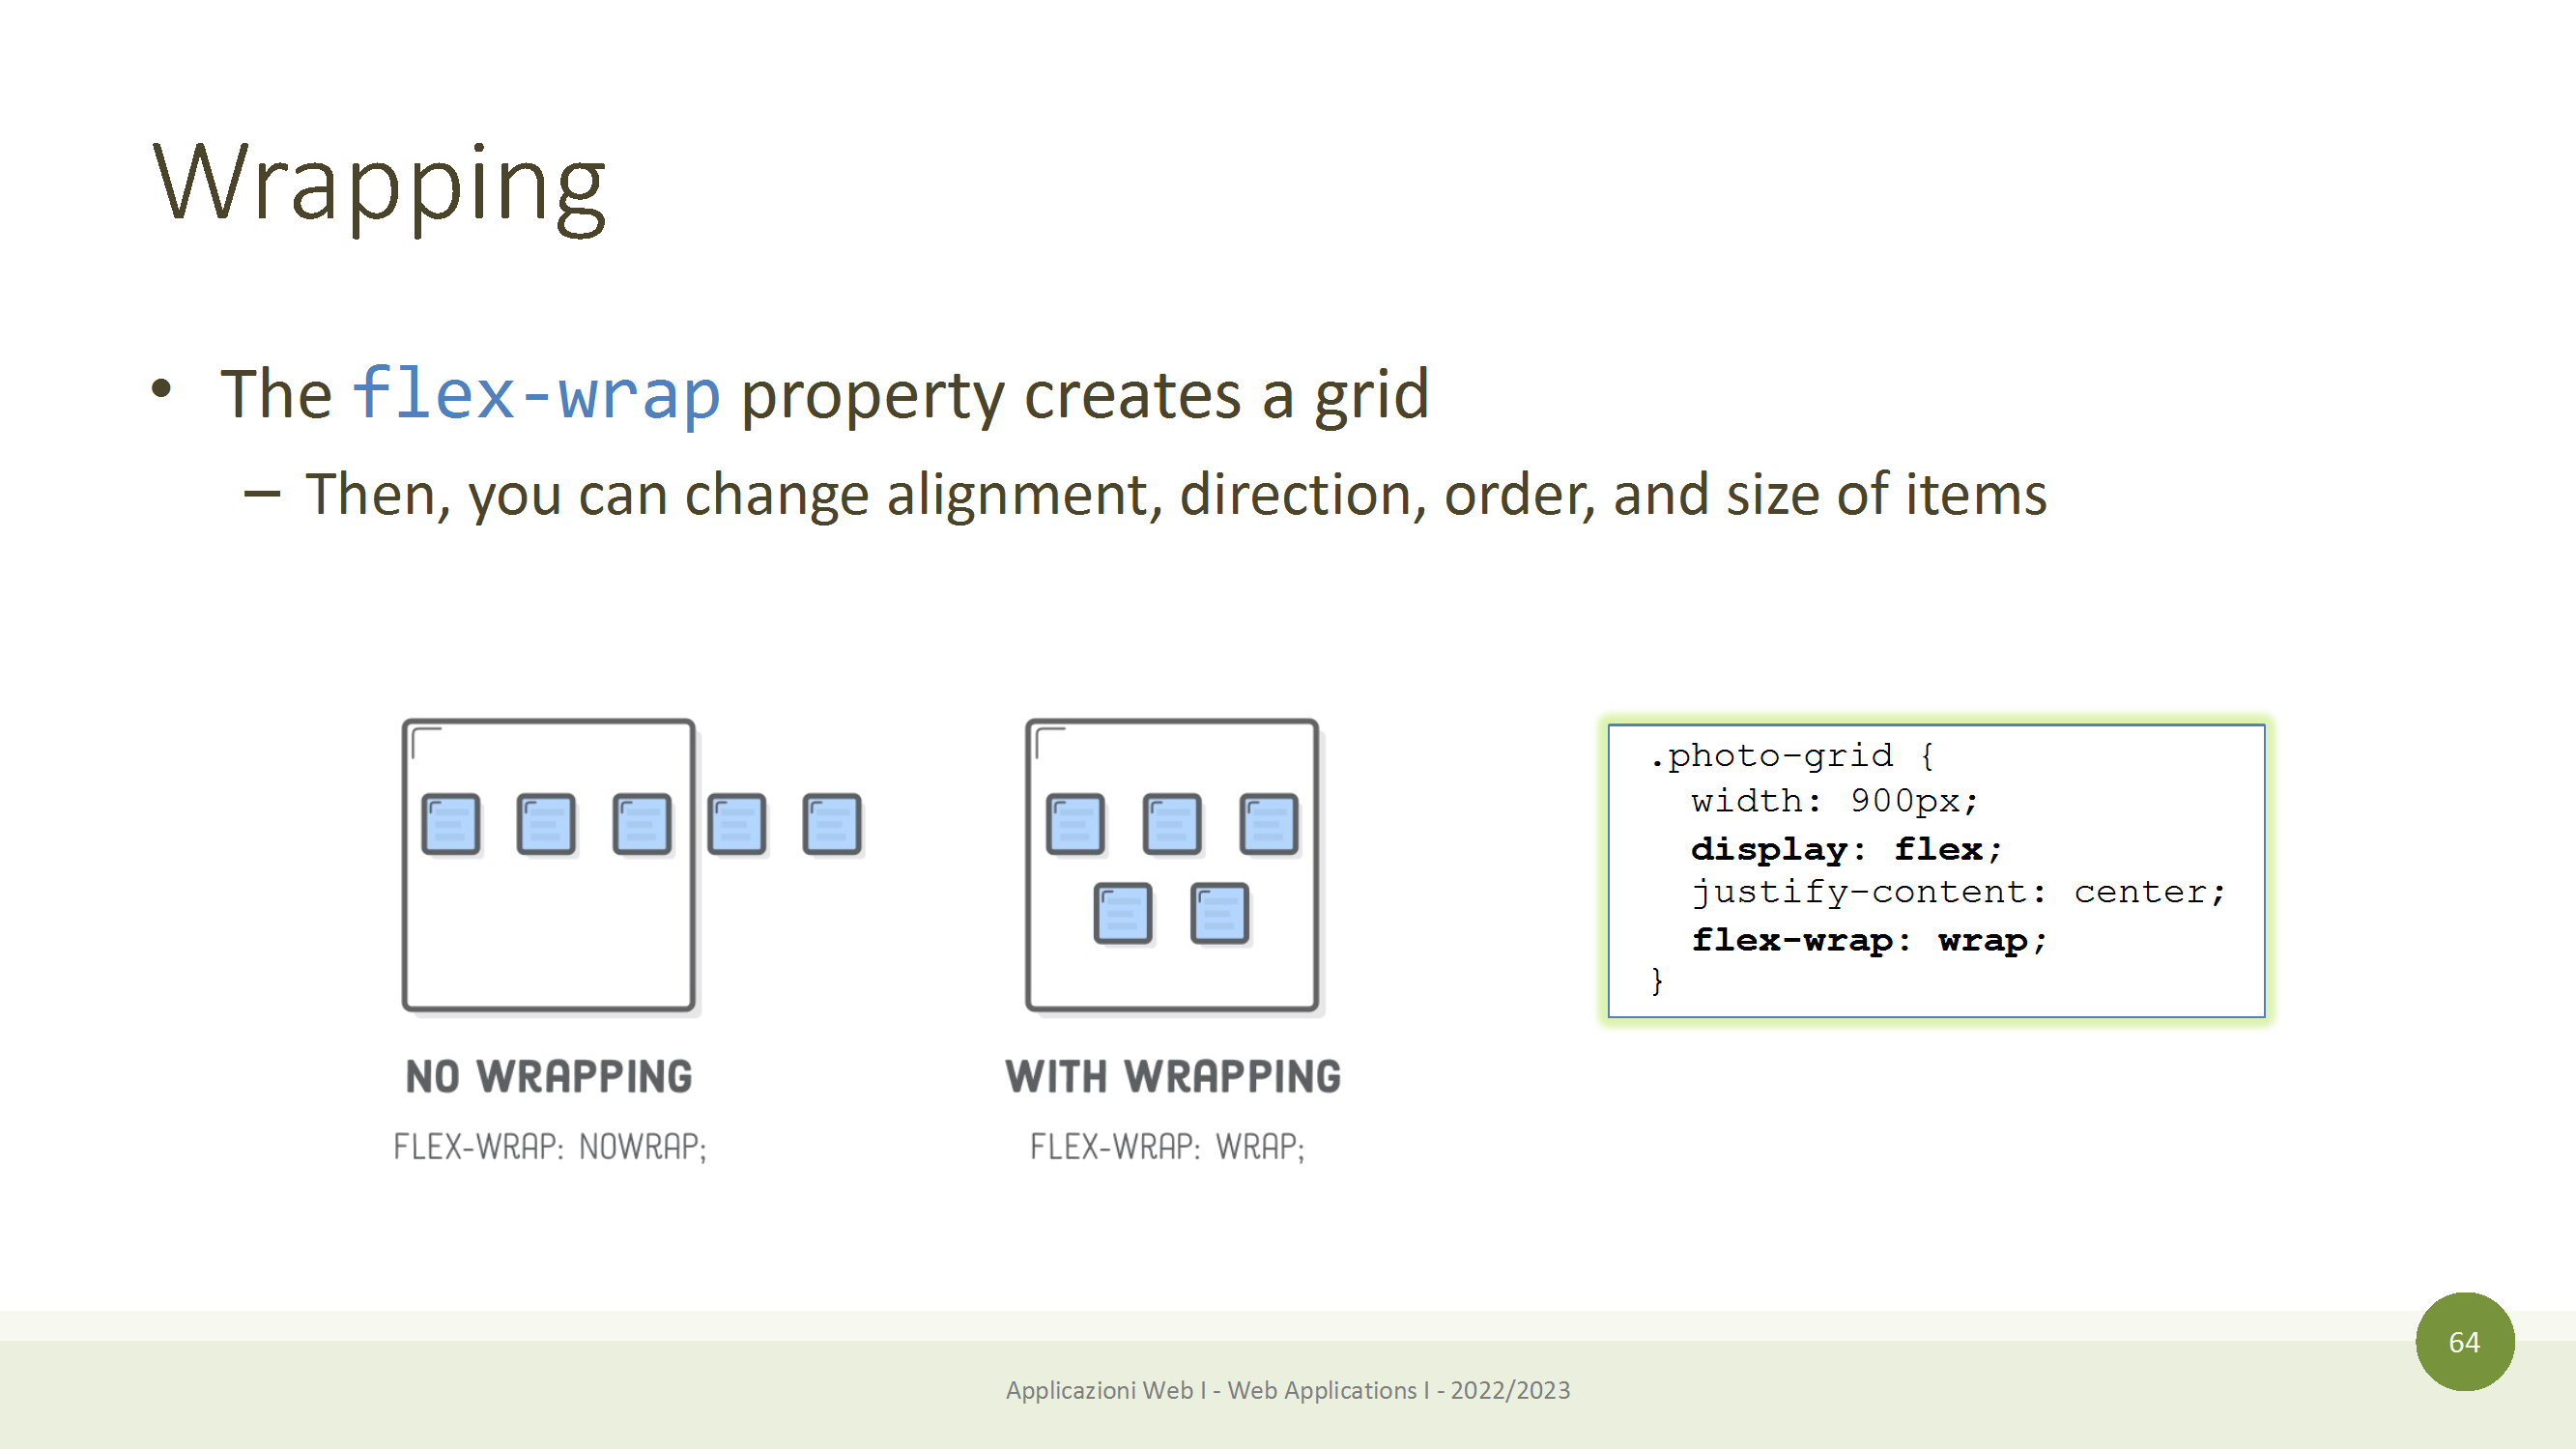 Wrapping
• The flex-wrap property creates a grid
– Then, you can change alignment, direction, order, and size of items
NO WRAPPING
FLEX-WRAP: NOWRAP;
WITH WRAPPING
FLEX-WRAP: WRAP;
.photo-grid {
  width: 900px;
  display: flex;
  justify-content: center;
  flex-wrap: wrap;
}
64
Applicazioni Web I - Web Applications I - 2022/2023